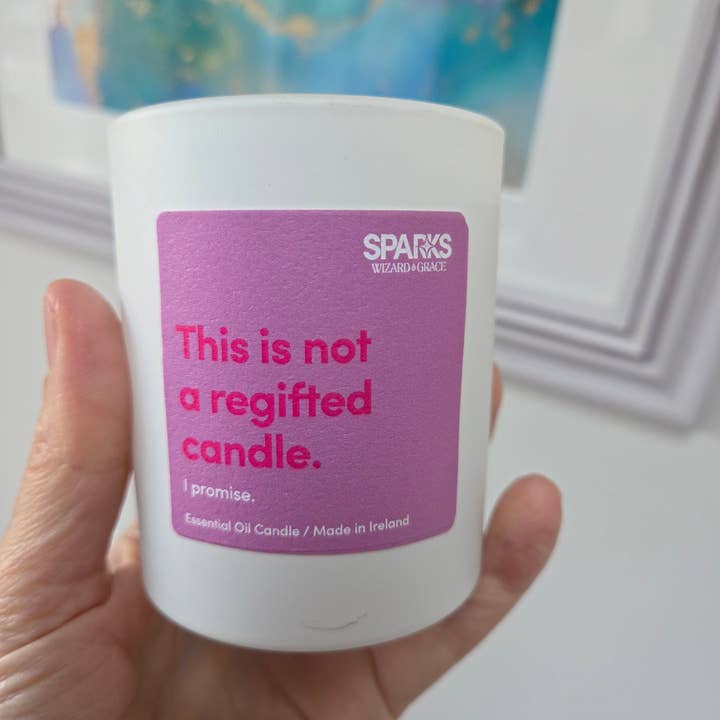 SPARKS
WIZARD & GRACE
This is not
a regifted
candle.
I promise.
Essential Oil Candle / Made in Ireland